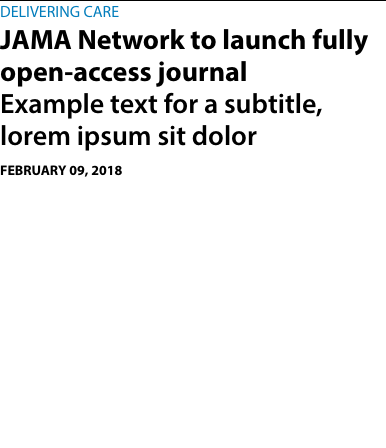 DELIVERING CARE
JAMA Network to launch fully
open-access journal
Example text for a subtitle,
lorem ipsum sit dolor
FEBRUARY 09, 2018